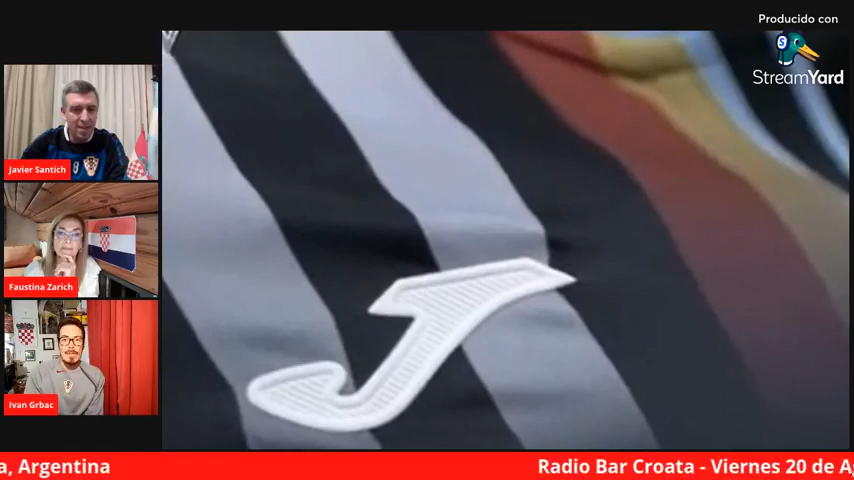 Producido con
StreamYard
Javier Santich
Faustina Zarich
Ivan Grbac
a, Argentina
Radio Bar Croata - Viernes 20 de A